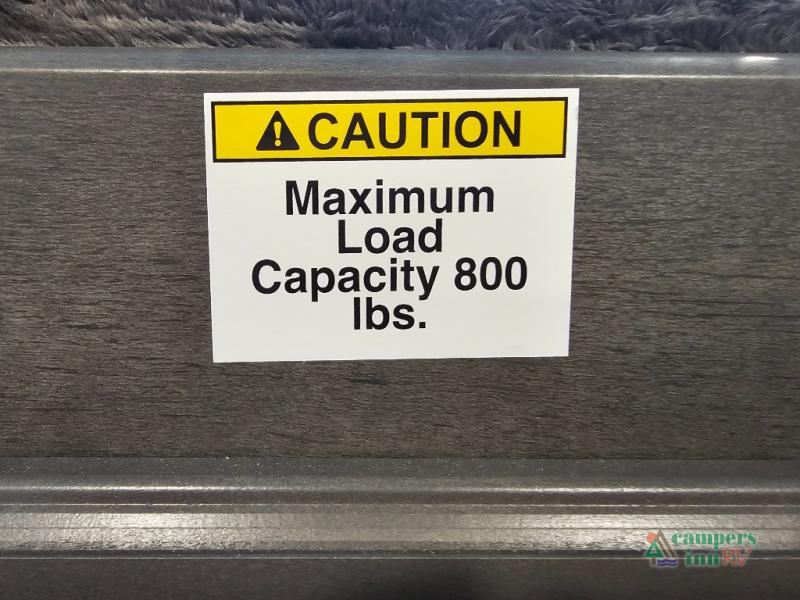 CAUTION
Maximum
Load
Capacity 800
lbs.
campers
inn RV